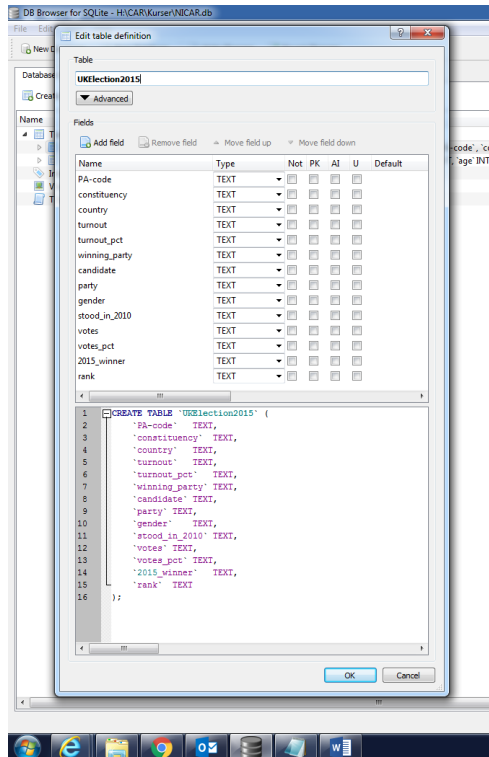 DB Browser for SQLite - H:\CAR\Kurser\NICAR.db
File Edit
Edit table definition
New D
Table
UKElection2015
Database
Advanced
Creat
Fields
Name
Add field Remove field Move field up Move field down
Name Type Not PK AI U Default
PA-code TEXT
constituency TEXT
country TEXT
turnout TEXT
turnout_pct TEXT
winning_party TEXT
candidate TEXT
party TEXT
gender TEXT
stood_in_2010 TEXT
votes TEXT
votes_pct TEXT
2015_winner TEXT
rank TEXT
-code`, `co
, `age` INT
T
In
V
T
1 CREATE TABLE `UKElection2015` (
2 `PA-code` TEXT,
3 `constituency` TEXT,
4 `country` TEXT,
5 `turnout` TEXT,
6 `turnout_pct` TEXT,
7 `winning_party` TEXT,
8 `candidate` TEXT,
9 `party` TEXT,
10 `gender` TEXT,
11 `stood_in_2010` TEXT,
12 `votes` TEXT,
13 `votes_pct` TEXT,
14 `2015_winner` TEXT,
15 `rank` TEXT
16 );
OK Cancel